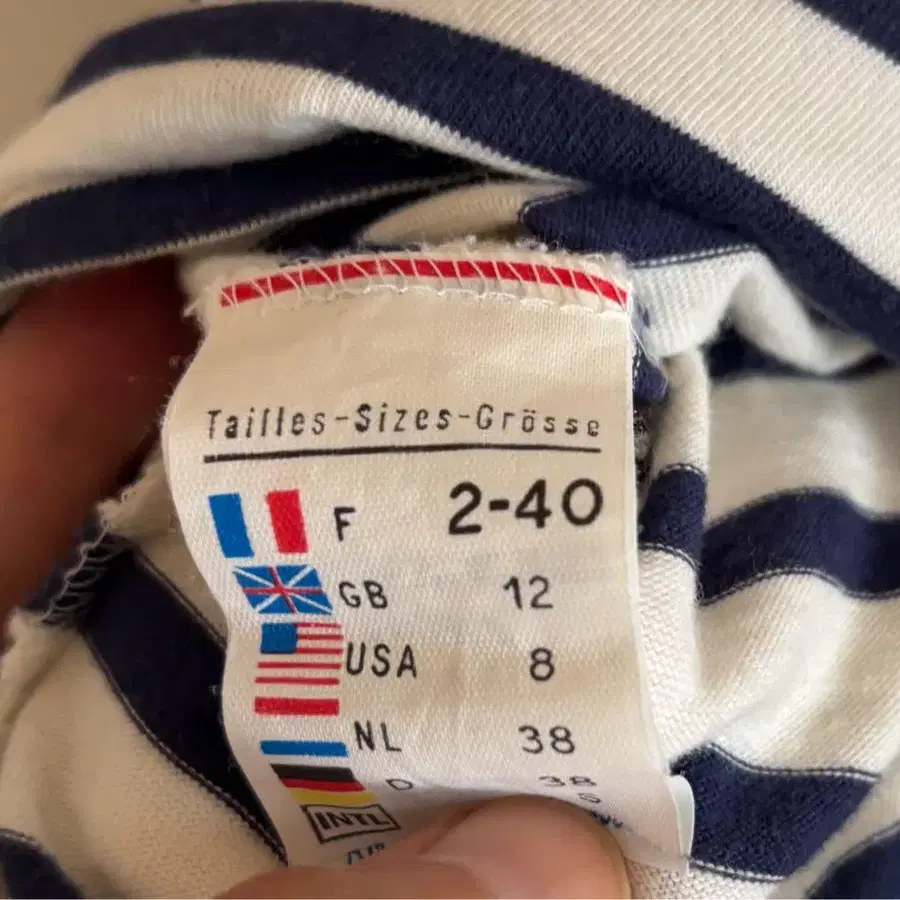 Tailles-Sizes-Grösse
F 2-40
GB 12
USA 8
NL 38
D 38
INTL